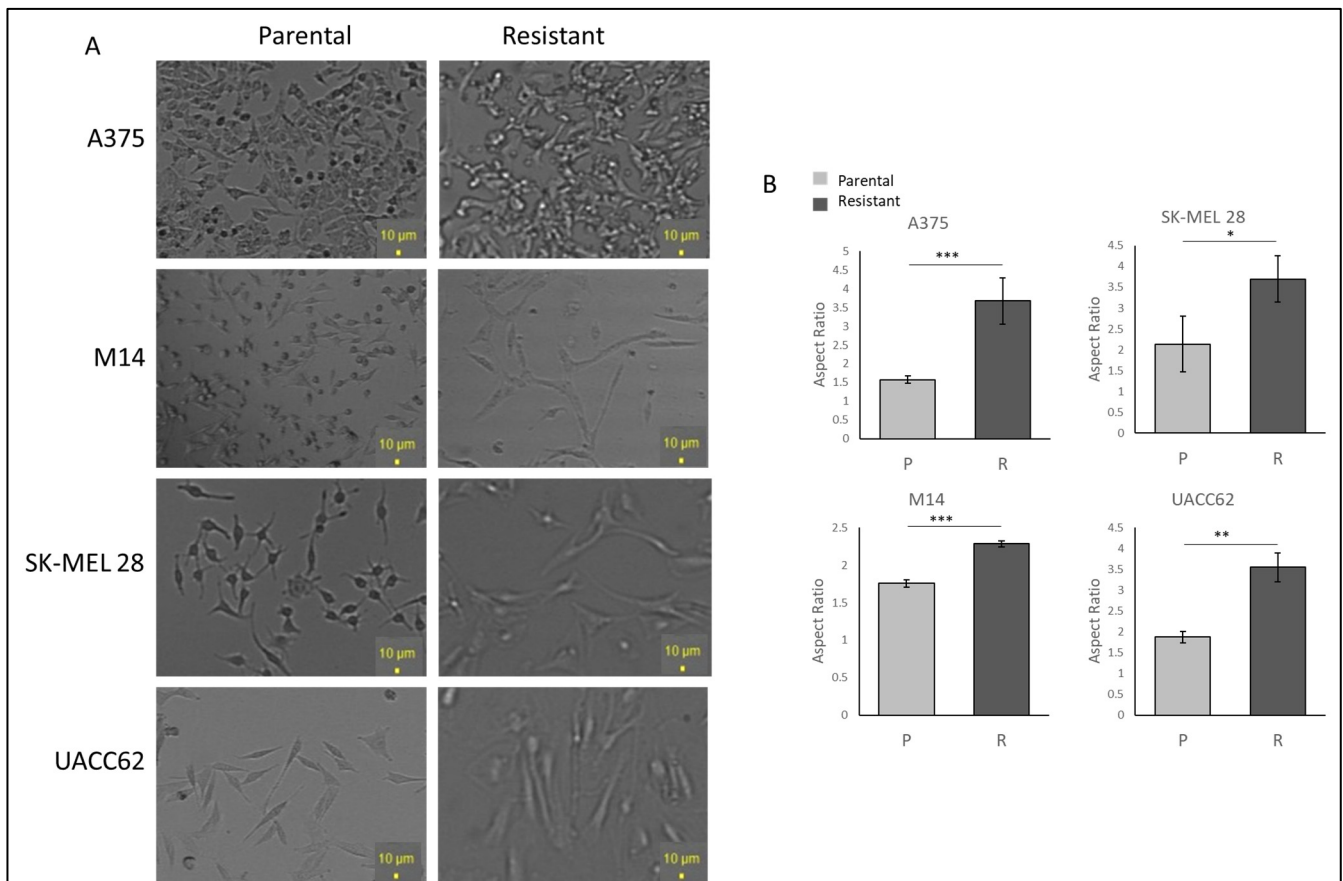 A
Parental Resistant
A375
10 µm 10 µm
M14
10 µm 10 µm
SK-MEL 28
10 µm 10 µm
UACC62
10 µm 10 µm
B
Parental
Resistant
A375
***
Aspect Ratio
5
4.5
4
3.5
3
2.5
2
1.5
1
0.5
0
P R
SK-MEL 28
*
Aspect Ratio
4.5
4
3.5
3
2.5
2
1.5
1
0.5
0
P R
M14
***
Aspect Ratio
2.5
2
1.5
1
0.5
0
P R
UACC62
**
Aspect Ratio
4.5
4
3.5
3
2.5
2
1.5
1
0.5
0
P R